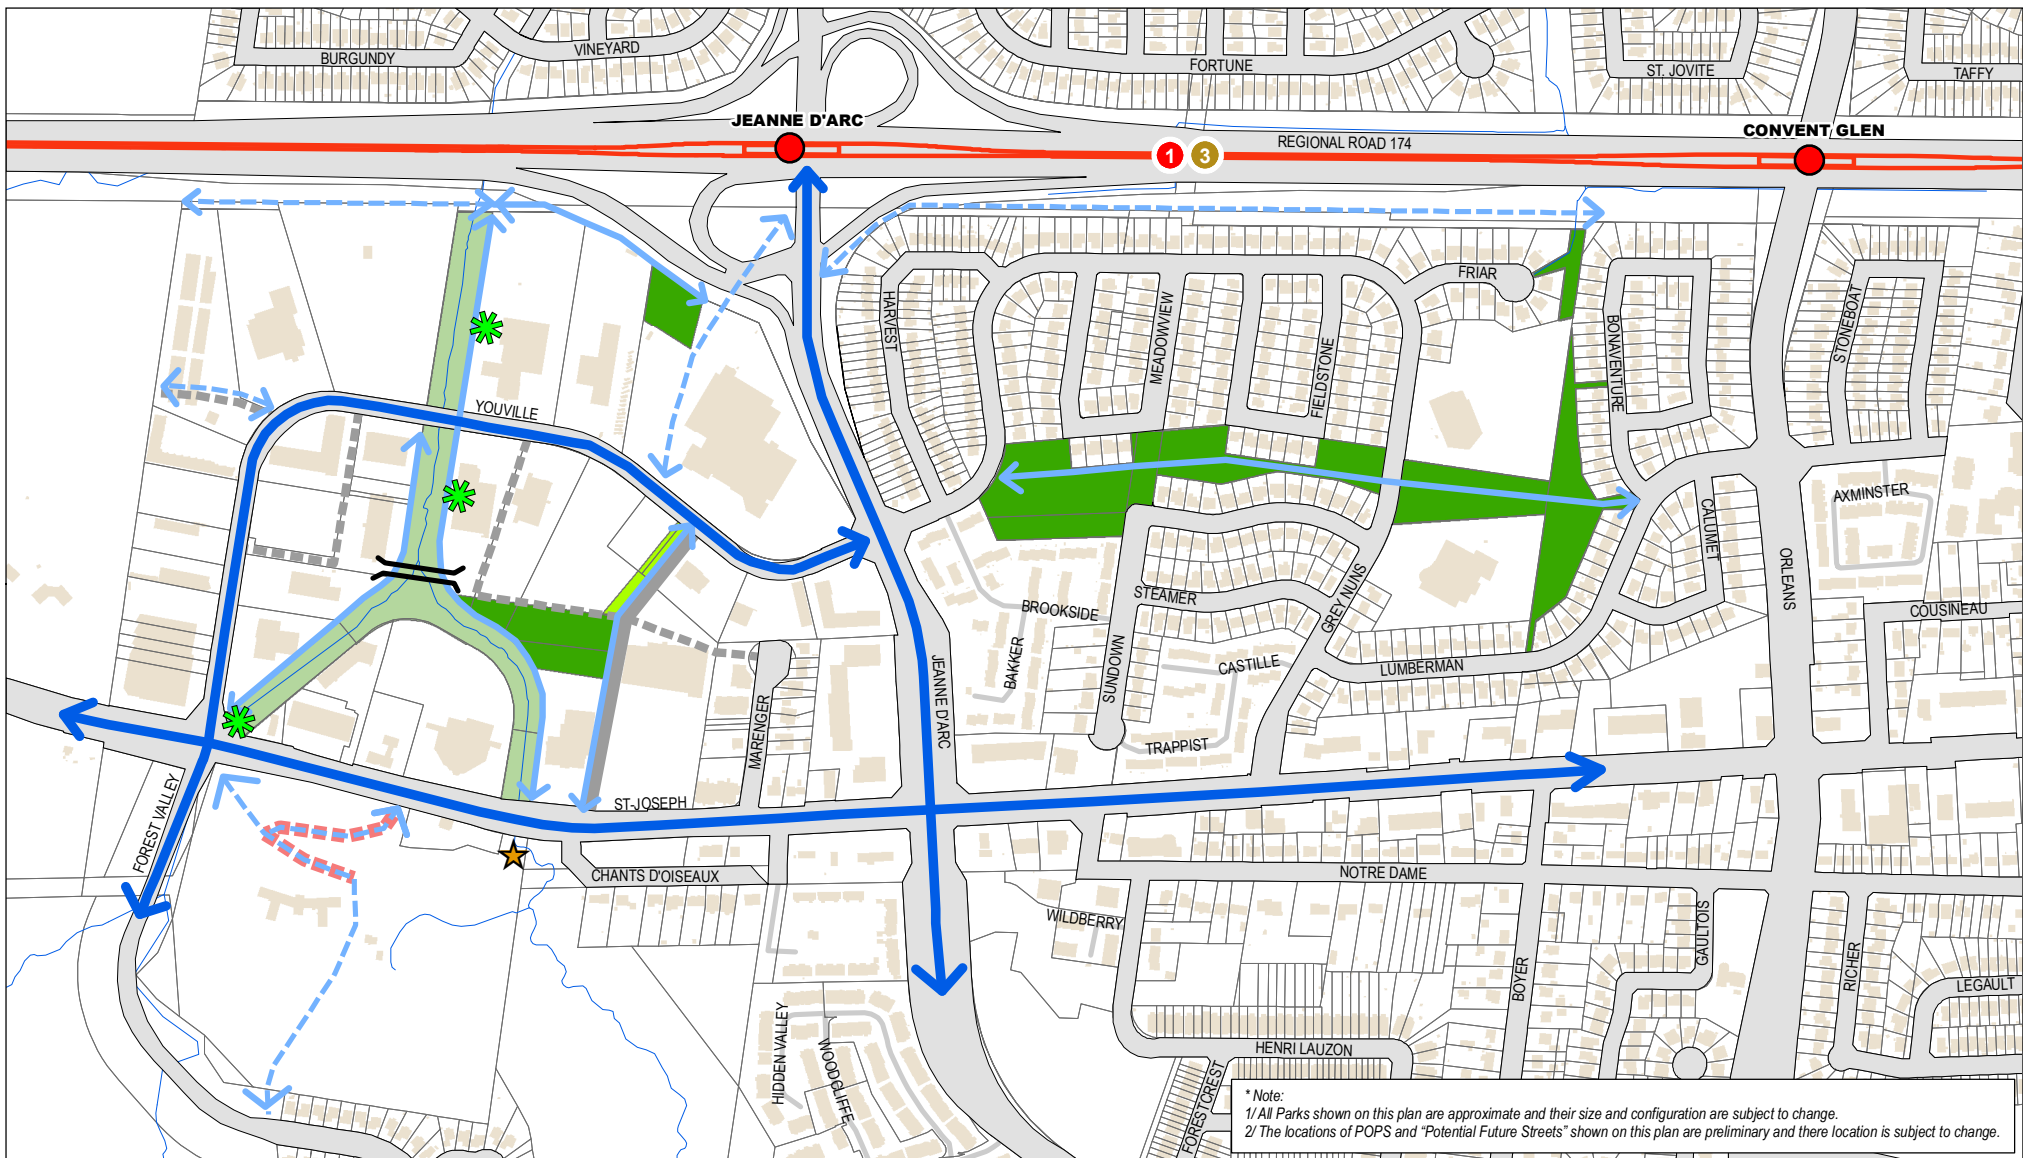 BURGUNDY
VINEYARD
FORTUNE
ST. JOVITE
TAFFY
JEANNE D'ARC
CONVENT GLEN
REGIONAL ROAD 174
1 3
FRIAR
HARVEST
MEADOWVIEW
FIELDSTONE
BONAVENTURE
STONEBOAT
YOUVILLE
AXMINSTER
CALUMET
ORLEANS
COUSINEAU
BROOKSIDE
STEAMER
GREY NUNS
BAKKER
SUNDOWN
CASTILLE
LUMBERMAN
JEANNE D'ARC
MARENGER
TRAPPIST
ST-JOSEPH
FOREST VALLEY
CHANTS D'OISEAUX
NOTRE DAME
WILDBERRY
GAULTOIS
BOYER
RICHER
LEGAULT
HIDDEN VALLEY
WOODCLIFFE
HENRI LAUZON
FORESTCREST
* Note:
1/ All Parks shown on this plan are approximate and their size and configuration are subject to change.
2/ The locations of POPS and “Potential Future Streets” shown on this plan are preliminary and there location is subject to change.